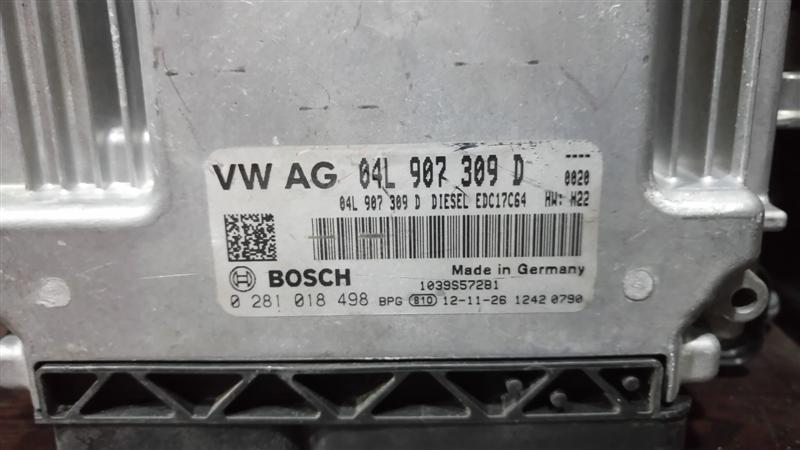 VW AG 04L 907 309 D ----
0020
04L 907 309 D DIESEL EDC17C64 HW: H22
BOSCH
Made in Germany
1039S57281
0 281 018 498 BPG 810 12-11-26 1242 0790